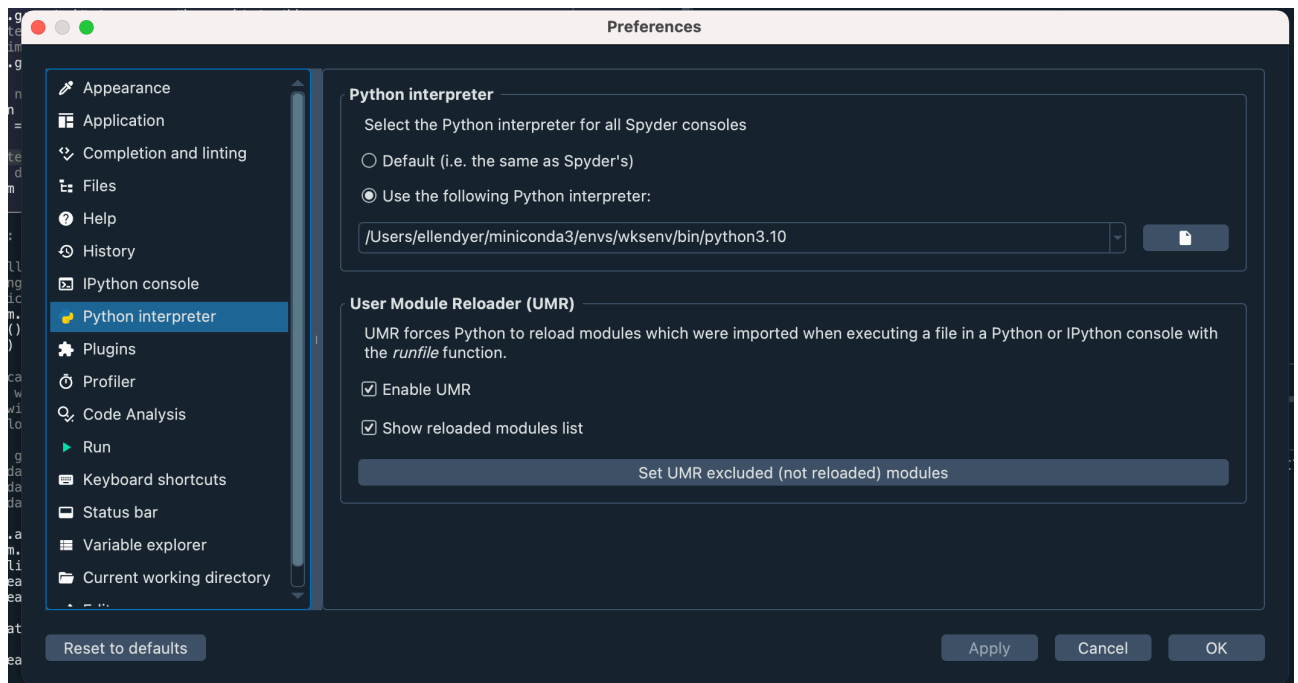 Preferences
Appearance
Application
Completion and linting
Files
Help
History
IPython console
Python interpreter
Plugins
Profiler
Code Analysis
Run
Keyboard shortcuts
Status bar
Variable explorer
Current working directory
Python interpreter
Select the Python interpreter for all Spyder consoles
Default (i.e. the same as Spyder's)
Use the following Python interpreter:
/Users/ellendyer/miniconda3/envs/wksenv/bin/python3.10
User Module Reloader (UMR)
UMR forces Python to reload modules which were imported when executing a file in a Python or IPython console with
the runfile function.
Enable UMR
Show reloaded modules list
Set UMR excluded (not reloaded) modules
Reset to defaults
Apply
Cancel
OK